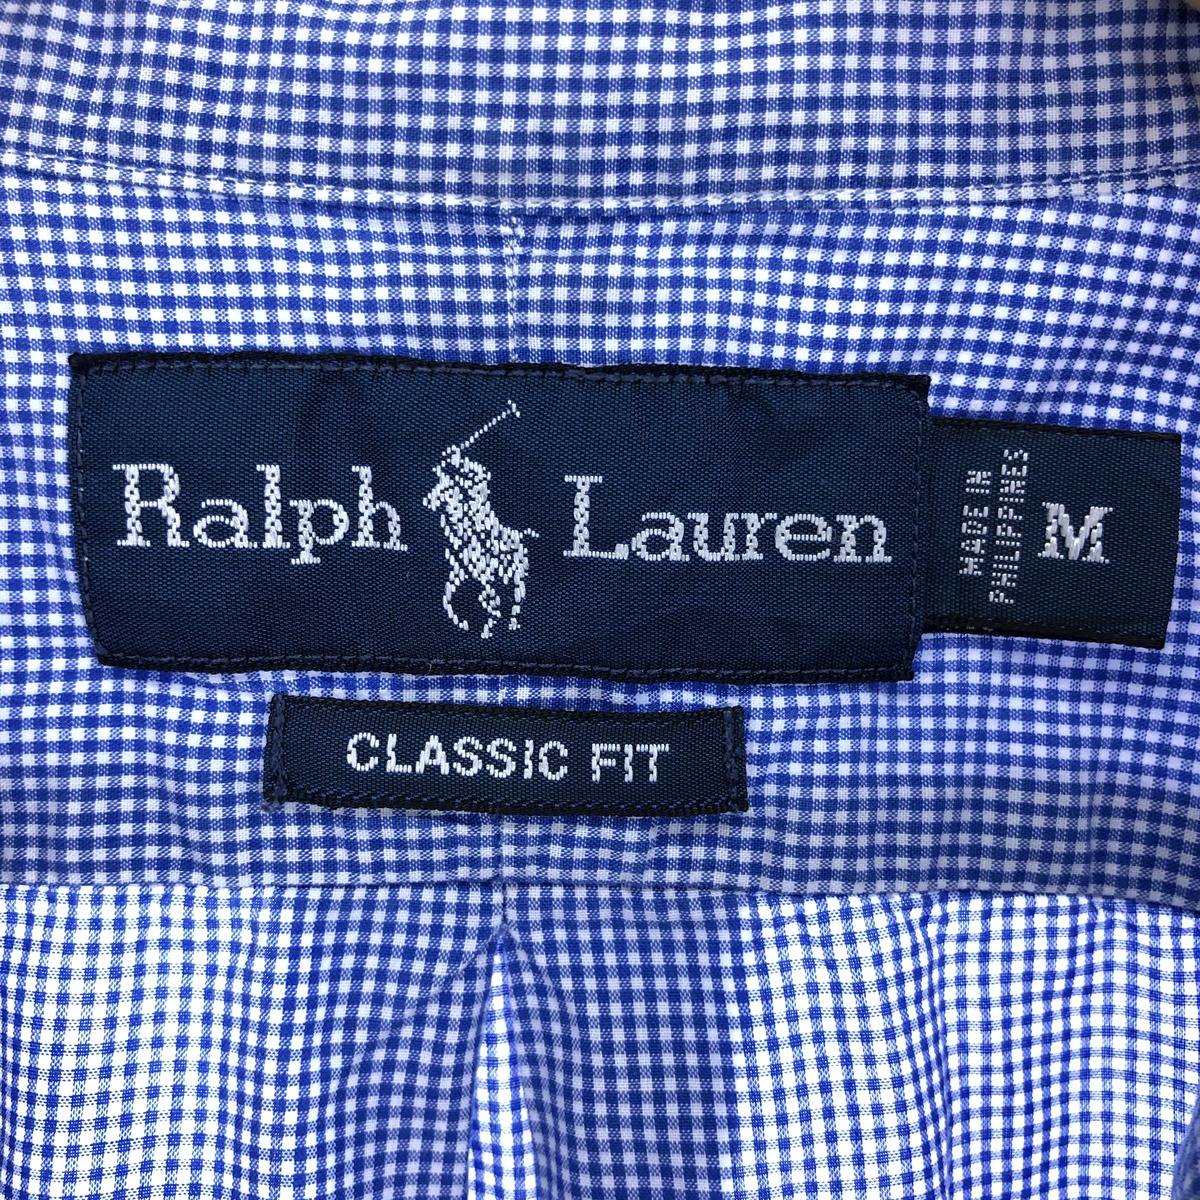 Ralph Lauren
MADE IN
PHILIPPINES
M
CLASSIC FIT